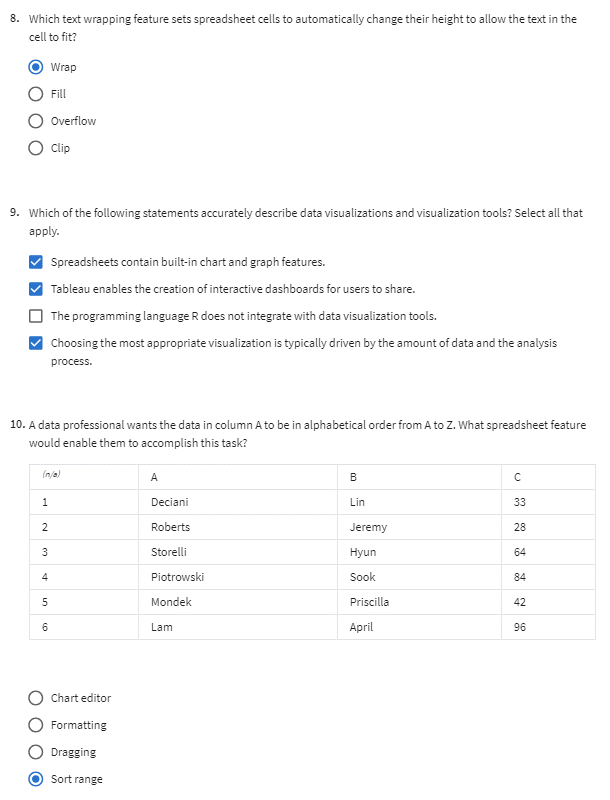 8. Which text wrapping feature sets spreadsheet cells to automatically change their height to allow the text in the
cell to fit?
Wrap
Fill
Overflow
Clip
9. Which of the following statements accurately describe data visualizations and visualization tools? Select all that
apply.
Spreadsheets contain built-in chart and graph features.
Tableau enables the creation of interactive dashboards for users to share.
The programming language R does not integrate with data visualization tools.
Choosing the most appropriate visualization is typically driven by the amount of data and the analysis
process.
10. A data professional wants the data in column A to be in alphabetical order from A to Z. What spreadsheet feature
would enable them to accomplish this task?
(n/a) A B C
1 Deciani Lin 33
2 Roberts Jeremy 28
3 Storelli Hyun 64
4 Piotrowski Sook 84
5 Mondek Priscilla 42
6 Lam April 96
Chart editor
Formatting
Dragging
Sort range